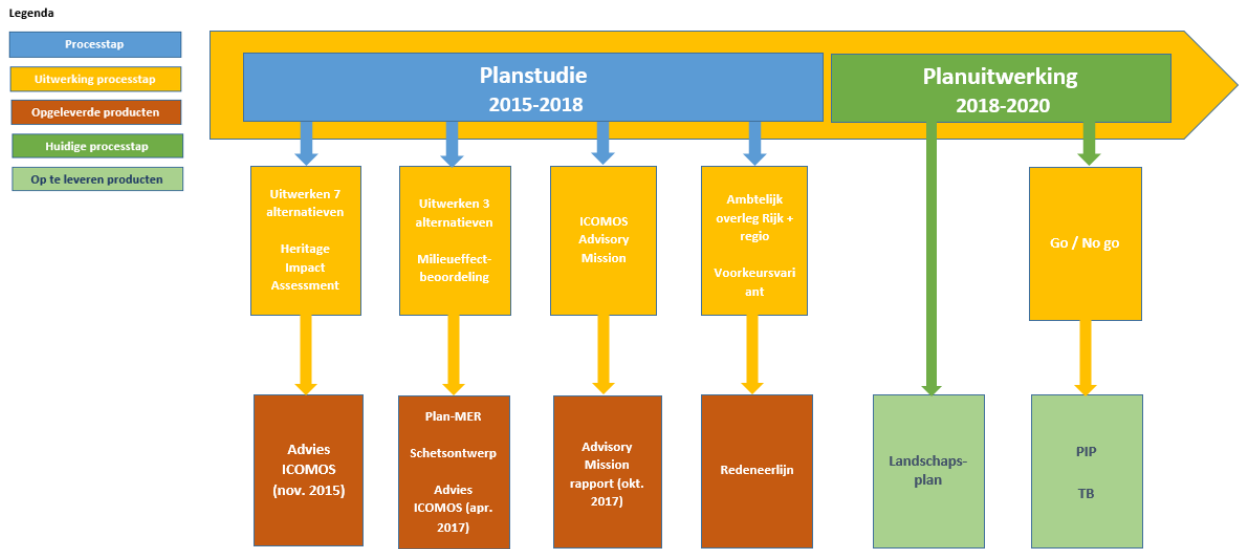 Legenda
Processtap
Uitwerking processtap
Opgeleverde producten
Huidige processtap
Op te leveren producten
Planstudie
2015-2018
Planuitwerking
2018-2020
Uitwerken 7
alternatieven
Heritage
Impact
Assessment
Uitwerken 3
alternatieven
Milieueffect-
beoordeling
ICOMOS
Advisory
Mission
Ambtelijk
overleg Rijk +
regio
Voorkeursvari
ant
Go / No go
Advies
ICOMOS
(nov. 2015)
Plan-MER
Schetsontwerp
Advies
ICOMOS (apr.
2017)
Advisory
Mission
rapport (okt.
2017)
Redeneerlijn
Landschaps-
plan
PIP
TB